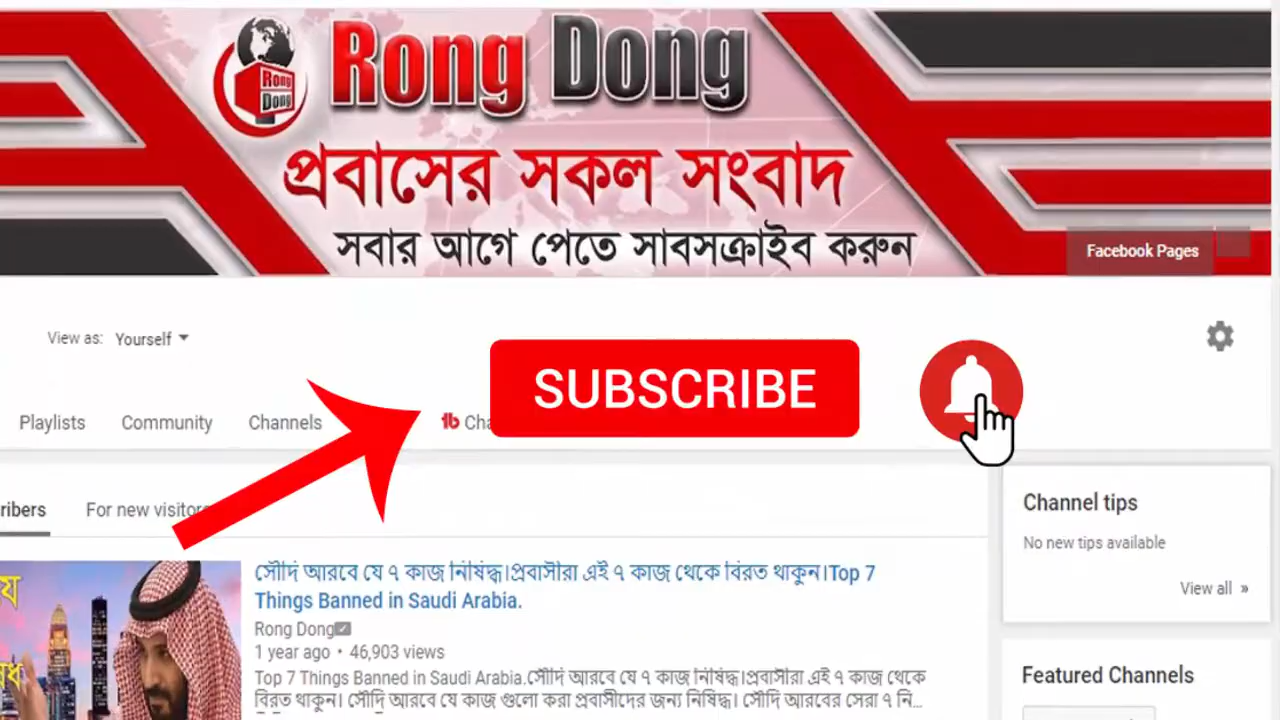 Rong Dong
Rong
Dong
প্রবাসের সকল সংবাদ
সবার আগে পেতে সাবসক্রাইব করুন
Facebook Pages
View as: Yourself
SUBSCRIBE
Playlists Community Channels
Channel tips
No new tips available
View all »
ribers For new visitors
সৌদি আরবে যে ৭ কাজ নিষিদ্ধ।প্রবাসীরা এই ৭ কাজ থেকে বিরত থাকুন।Top 7
Things Banned in Saudi Arabia.
Rong Dong
1 year ago • 46,903 views
Top 7 Things Banned in Saudi Arabia.সৌদি আরবে যে ৭ কাজ নিষিদ্ধ।প্রবাসীরা এই ৭ কাজ থেকে
বিরত থাকুন। সৌদি আরবে যে কাজ গুলো করা প্রবাসীদের জন্য নিষিদ্ধ। সৌদি আরবের সেরা ৭ নি...
Featured Channels